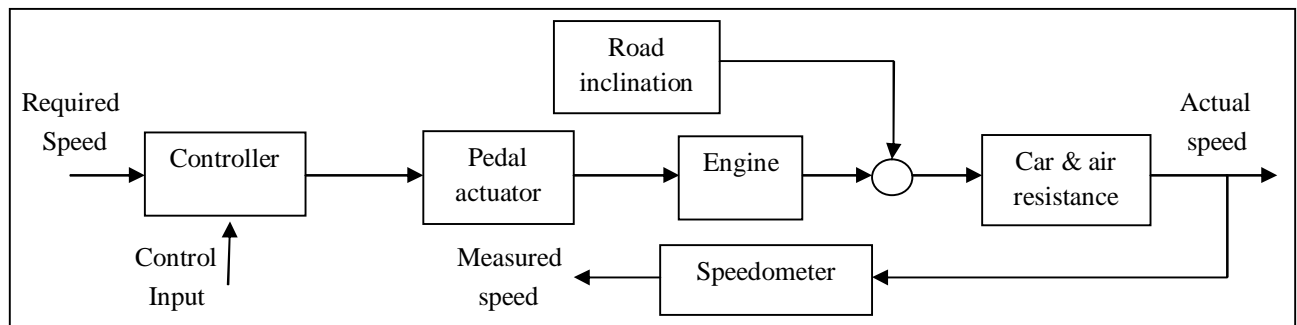 Road
inclination
Required
Speed
Actual
speed
Controller
Pedal
actuator
Engine
Car & air
resistance
Control
Input
Measured
speed
Speedometer